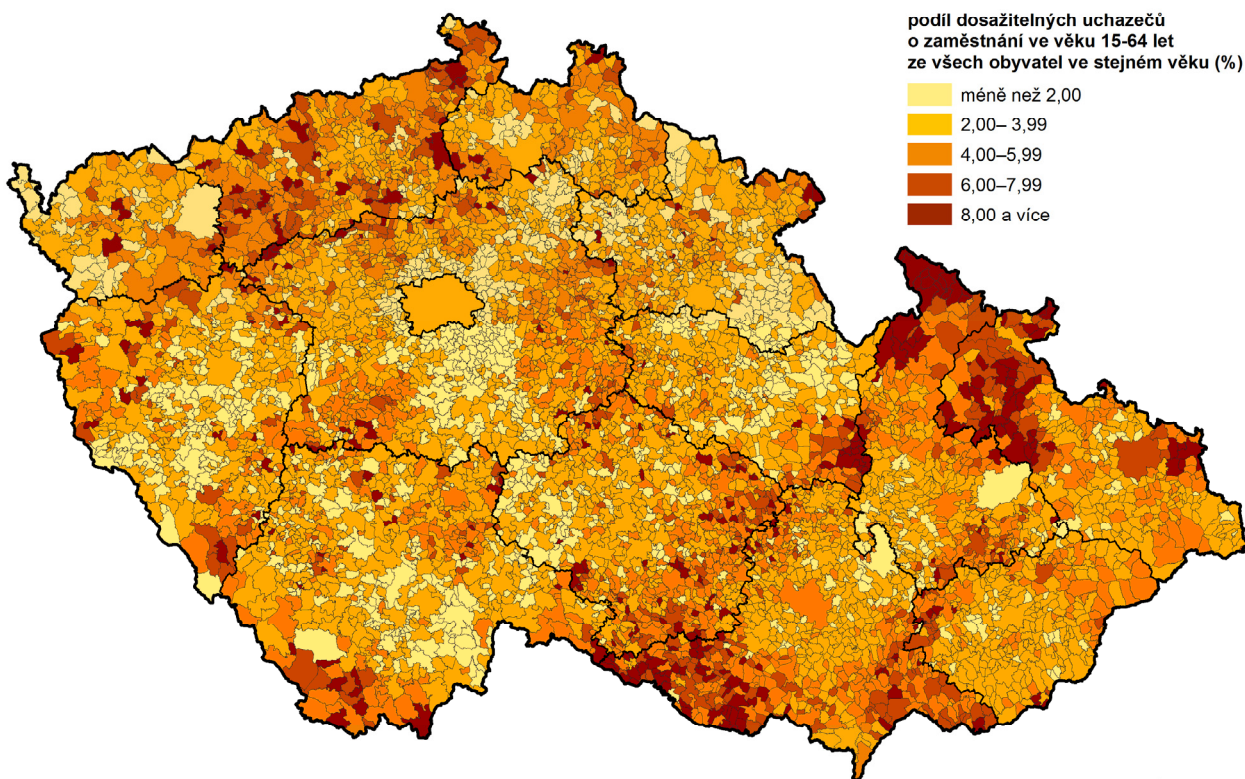 podíl dosažitelných uchazečů
o zaměstnání ve věku 15-64 let
ze všech obyvatel ve stejném věku (%)
méně než 2,00
2,00– 3,99
4,00–5,99
6,00–7,99
8,00 a více